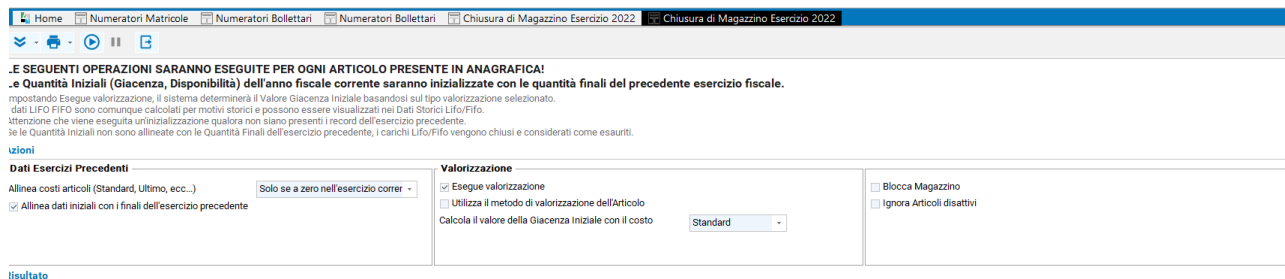 Home Numeratori Matricole Numeratori Bollettari Numeratori Bollettari Chiusura di Magazzino Esercizio 2022 Chiusura di Magazzino Esercizio 2022
LE SEGUENTI OPERAZIONI SARANNO ESEGUITE PER OGNI ARTICOLO PRESENTE IN ANAGRAFICA!
Le Quantità Iniziali (Giacenza, Disponibilità) dell'anno fiscale corrente saranno inizializzate con le quantità finali del precedente esercizio fiscale.
mpostando Esegue valorizzazione, il sistema determinerà il Valore Giacenza Iniziale basandosi sul tipo valorizzazione selezionato.
dati LIFO FIFO sono comunque calcolati per motivi storici e possono essere visualizzati nei Dati Storici Lifo/Fifo.
Attenzione che viene eseguita un'inizializzazione qualora non siano presenti i record dell'esercizio precedente.
Se le Quantità Iniziali non sono allineate con le Quantità Finali dell'esercizio precedente, i carichi Lifo/Fifo vengono chiusi e considerati come esauriti.
Azioni
Dati Esercizi Precedenti
Allinea costi articoli (Standard, Ultimo, ecc...) Solo se a zero nell'esercizio correr
Allinea dati iniziali con i finali dell'esercizio precedente
Valorizzazione
Esegue valorizzazione
Utilizza il metodo di valorizzazione dell'Articolo
Calcola il valore della Giacenza Iniziale con il costo Standard
Blocca Magazzino
Ignora Articoli disattivi
Risultato